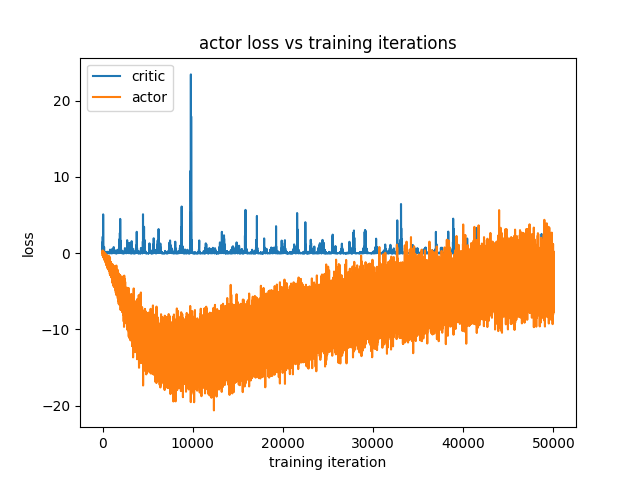 actor loss vs training iterations
critic
actor
loss
20
10
0
−10
−20
0
10000
20000
30000
40000
50000
training iteration